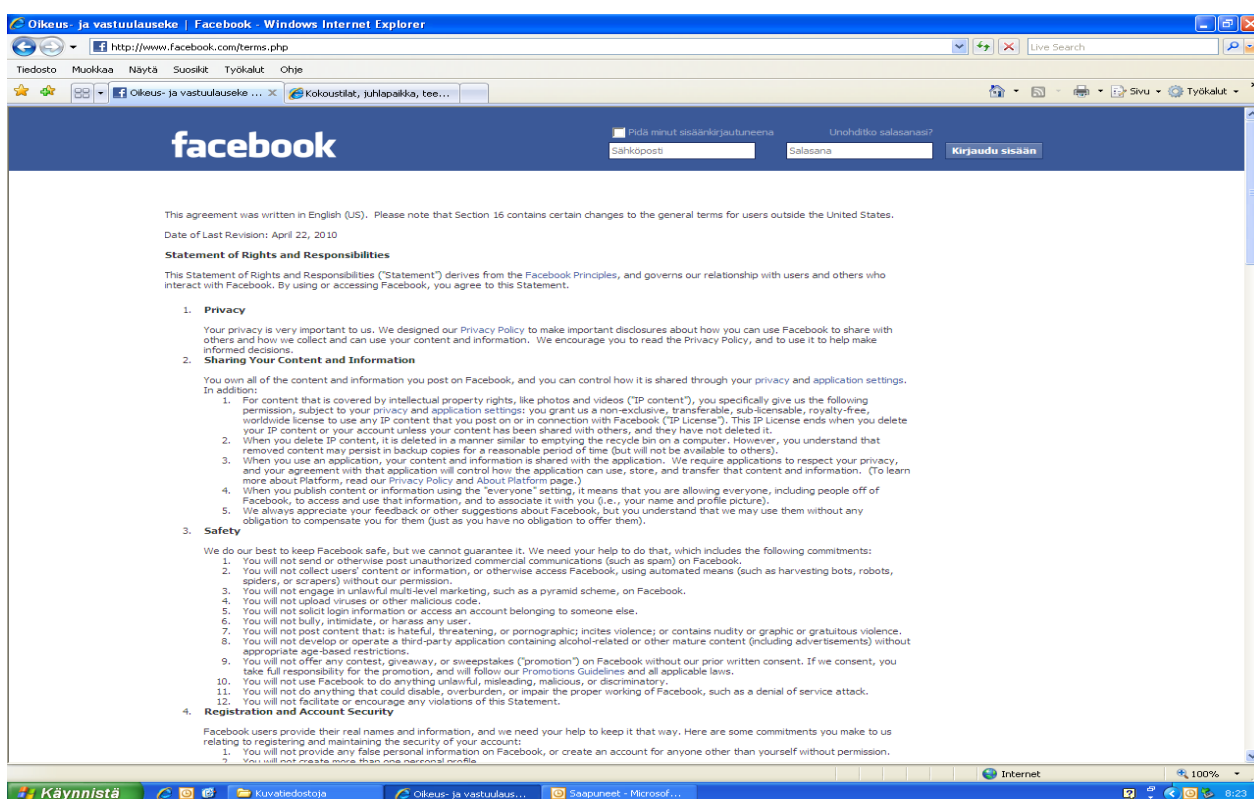 Oikeus- ja vastuulauseke | Facebook - Windows Internet Explorer
http://www.facebook.com/terms.php
Live Search
Tiedosto Muokkaa Näytä Suosikit Työkalut Ohje
Oikeus- ja vastuulauseke ... Kokoustilat, juhlapaikka, tee... Sivu Työkalut
facebook
Pidä minut sisäänkirjautuneena Unohditko salasanasi?
Sähköposti Salasana Kirjaudu sisään
This agreement was written in English (US). Please note that Section 16 contains certain changes to the general terms for users outside the United States.
Date of Last Revision: April 22, 2010
Statement of Rights and Responsibilities
This Statement of Rights and Responsibilities ("Statement") derives from the Facebook Principles, and governs our relationship with users and others who
interact with Facebook. By using or accessing Facebook, you agree to this Statement.
1. Privacy
Your privacy is very important to us. We designed our Privacy Policy to make important disclosures about how you can use Facebook to share with
others and how we collect and can use your content and information. We encourage you to read the Privacy Policy, and to use it to help make
informed decisions.
2. Sharing Your Content and Information
You own all of the content and information you post on Facebook, and you can control how it is shared through your privacy and application settings.
In addition:
1. For content that is covered by intellectual property rights, like photos and videos ("IP content"), you specifically give us the following
permission, subject to your privacy and application settings: you grant us a non-exclusive, transferable, sub-licensable, royalty-free,
worldwide license to use any IP content that you post on or in connection with Facebook ("IP License"). This IP License ends when you delete
your IP content or your account unless your content has been shared with others, and they have not deleted it.
2. When you delete IP content, it is deleted in a manner similar to emptying the recycle bin on a computer. However, you understand that
removed content may persist in backup copies for a reasonable period of time (but will not be available to others).
3. When you use an application, your content and information is shared with the application. We require applications to respect your privacy,
and your agreement with that application will control how the application can use, store, and transfer that content and information. (To learn
more about Platform, read our Privacy Policy and About Platform page.)
4. When you publish content or information using the "everyone" setting, it means that you are allowing everyone, including people off of
Facebook, to access and use that information, and to associate it with you (i.e., your name and profile picture).
5. We always appreciate your feedback or other suggestions about Facebook, but you understand that we may use them without any
obligation to compensate you for them (just as you have no obligation to offer them).
3. Safety
We do our best to keep Facebook safe, but we cannot guarantee it. We need your help to do that, which includes the following commitments:
1. You will not send or otherwise post unauthorized commercial communications (such as spam) on Facebook.
2. You will not collect users' content or information, or otherwise access Facebook, using automated means (such as harvesting bots, robots,
spiders, or scrapers) without our permission.
3. You will not engage in unlawful multi-level marketing, such as a pyramid scheme, on Facebook.
4. You will not upload viruses or other malicious code.
5. You will not solicit login information or access an account belonging to someone else.
6. You will not bully, intimidate, or harass any user.
7. You will not post content that: is hateful, threatening, or pornographic; incites violence; or contains nudity or graphic or gratuitous violence.
8. You will not develop or operate a third-party application containing alcohol-related or other mature content (including advertisements) without
appropriate age-based restrictions.
9. You will not offer any contest, giveaway, or sweepstakes ("promotion") on Facebook without our prior written consent. If we consent, you
take full responsibility for the promotion, and will follow our Promotions Guidelines and all applicable laws.
10. You will not use Facebook to do anything unlawful, misleading, malicious, or discriminatory.
11. You will not do anything that could disable, overburden, or impair the proper working of Facebook, such as a denial of service attack.
12. You will not facilitate or encourage any violations of this Statement.
4. Registration and Account Security
Facebook users provide their real names and information, and we need your help to keep it that way. Here are some commitments you make to us
relating to registering and maintaining the security of your account:
1. You will not provide any false personal information on Facebook, or create an account for anyone other than yourself without permission.
2. You will not create more than one personal profile.
Internet 100%
Käynnistä Kuvatiedostoja Oikeus- ja vastuulaus... Saapuneet - Microsof... 8:23